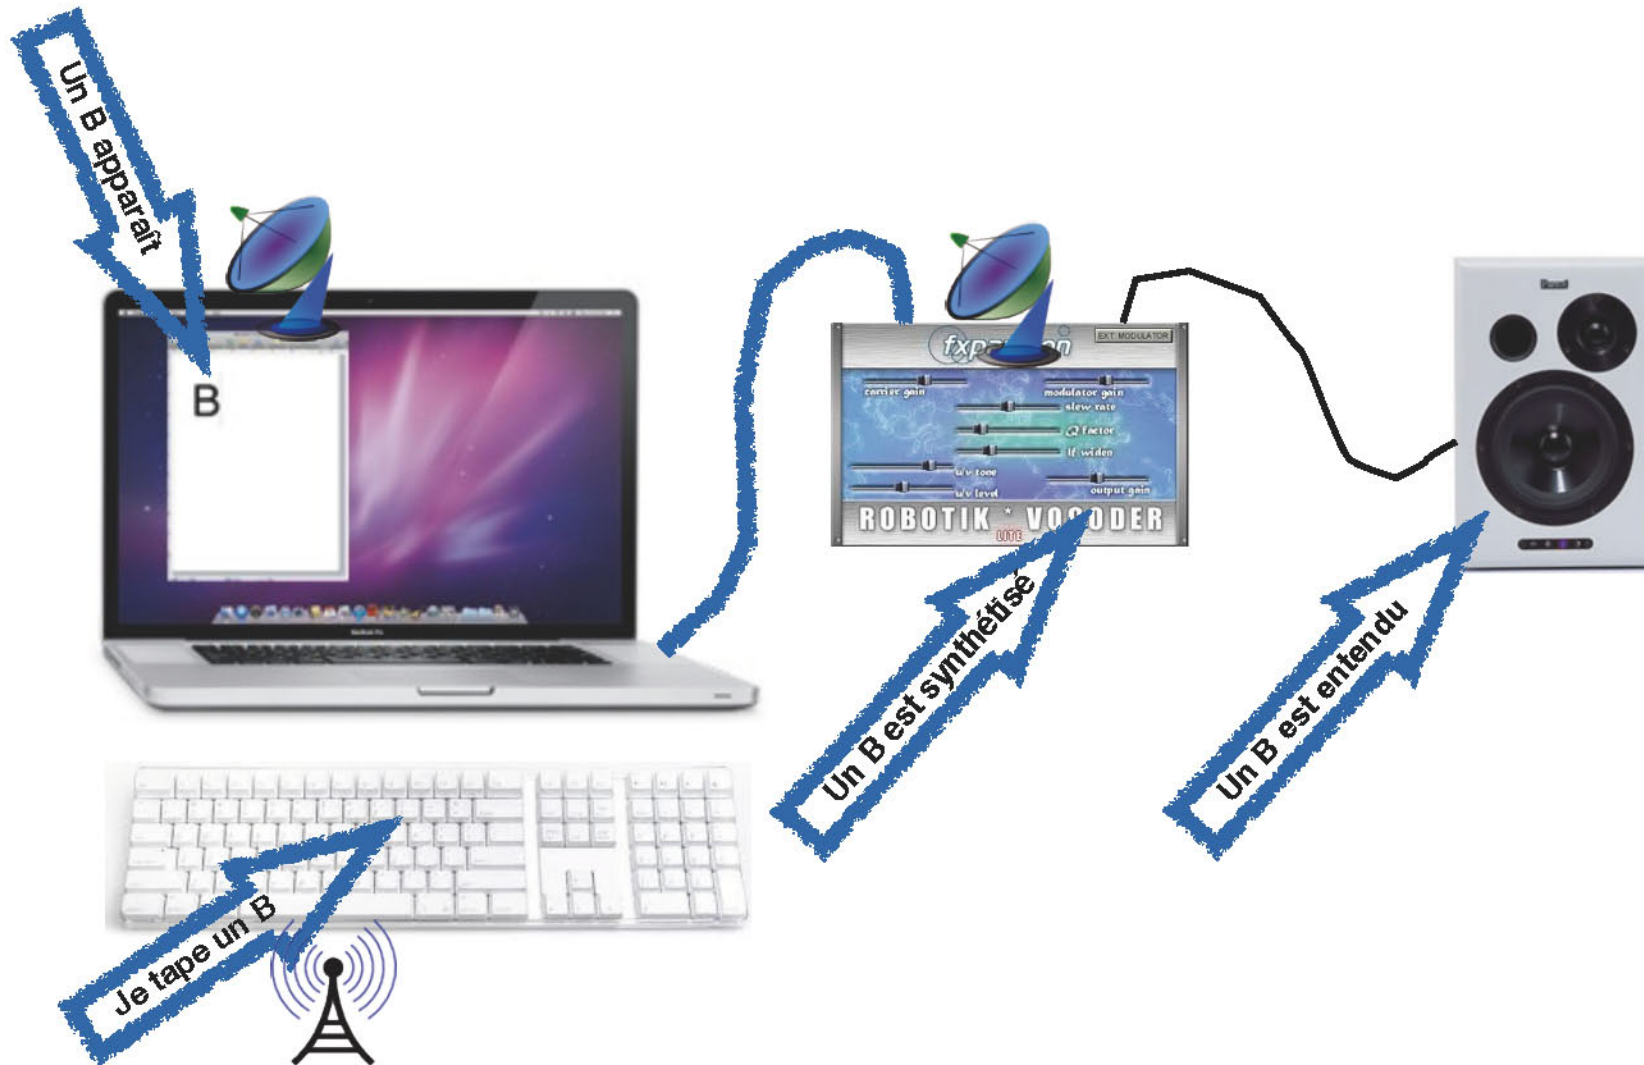 Un B apparaît
B
EXT MODULATOR
carrier gain
modulator gain
slew rate
Q factor
lf widen
u/v tone
u/v level
output gain
ROBOTIK * VOCODER
LITE
Un B est synthétisé
Un B est entendu
Je tape un B